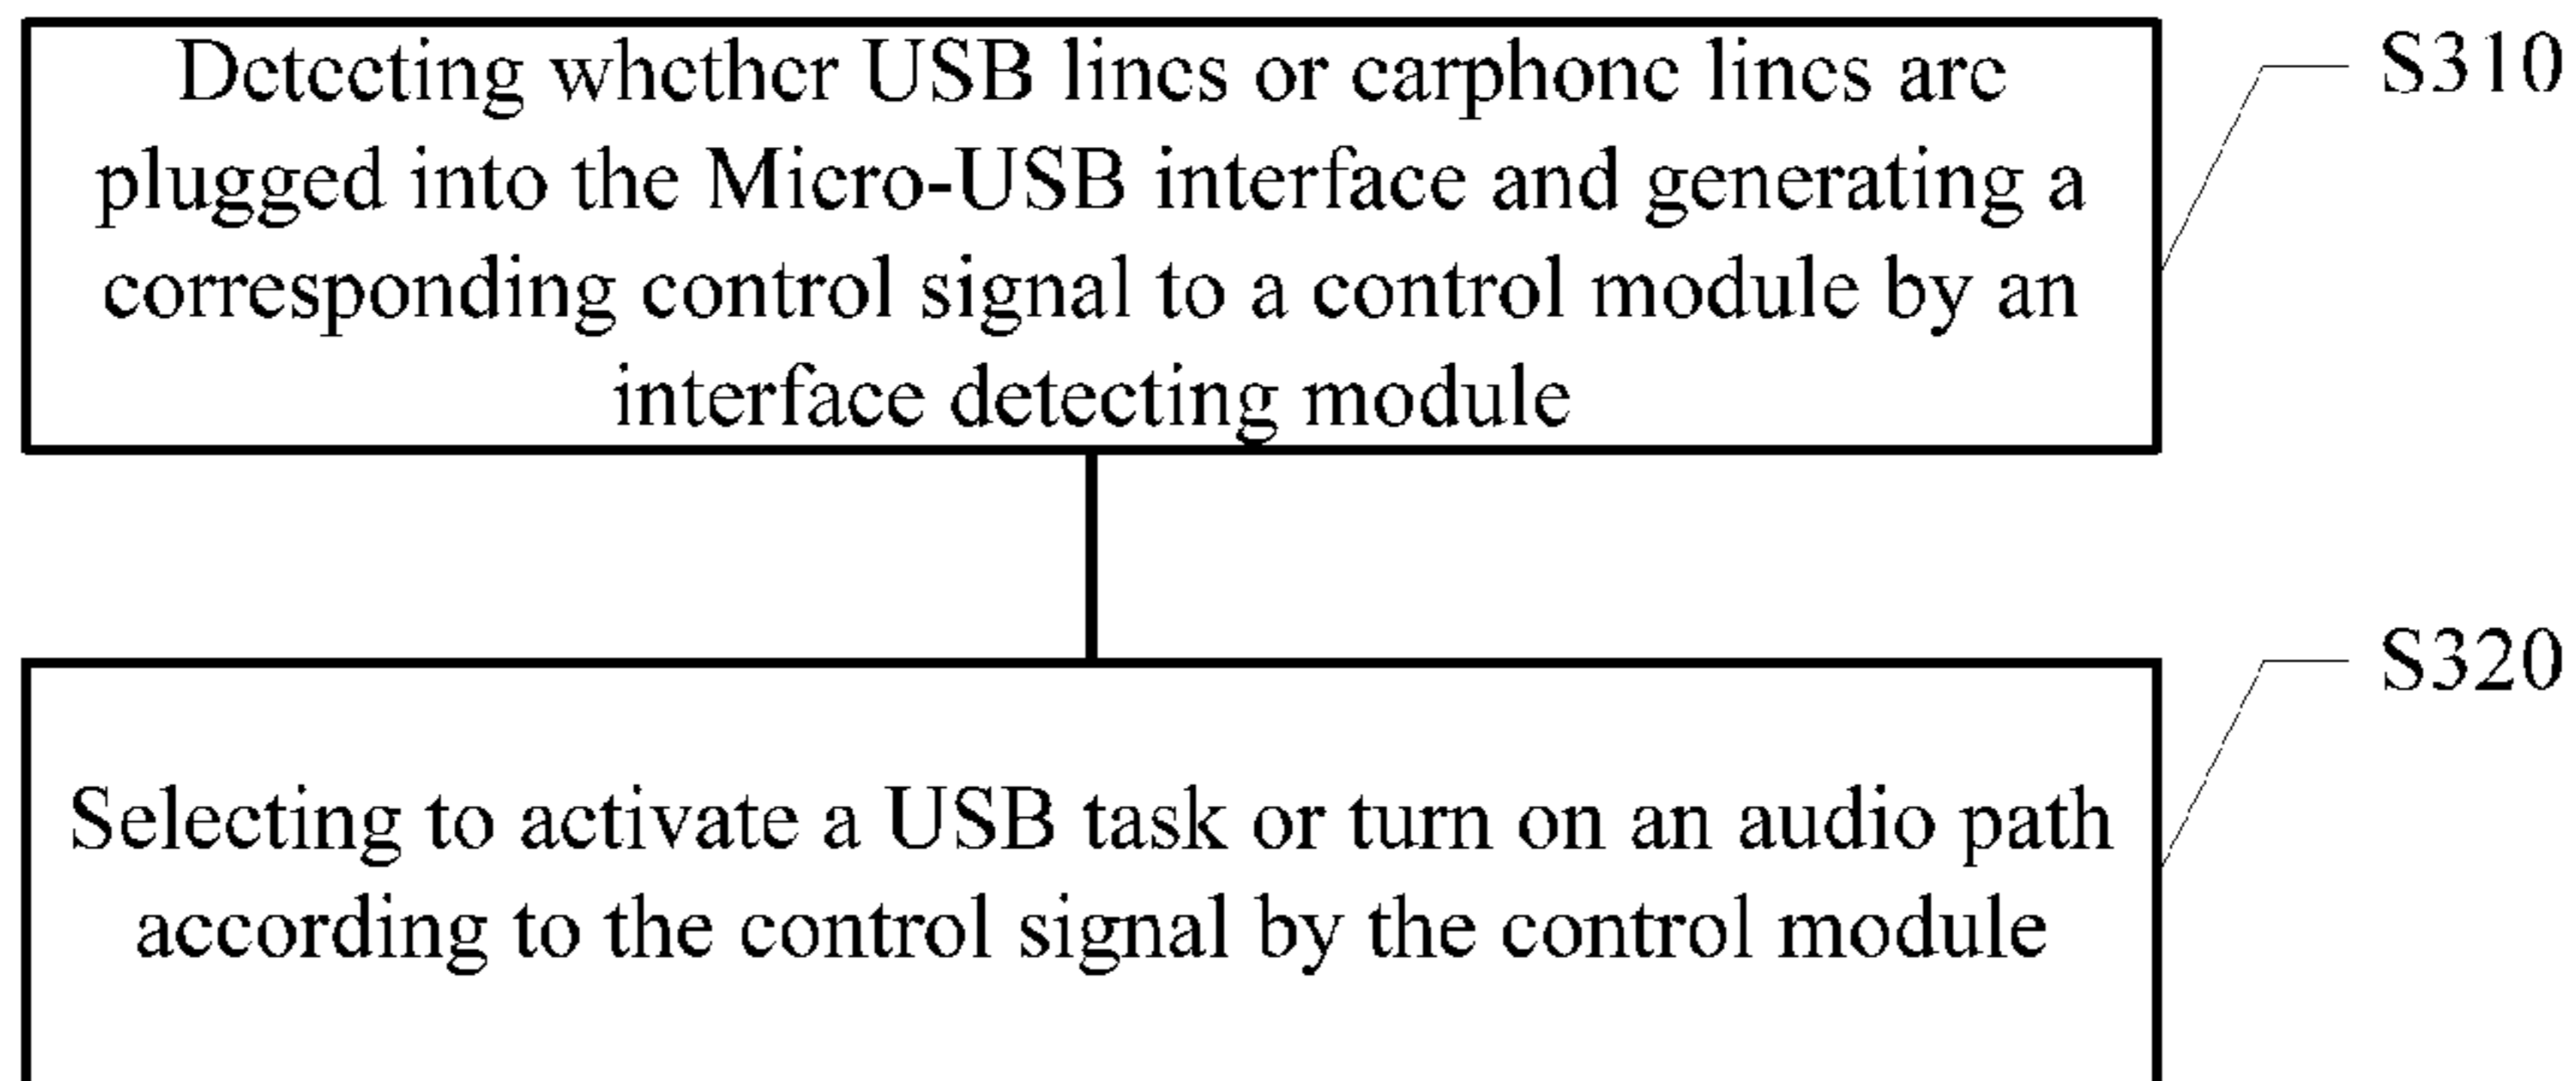 Detecting whether USB lines or carphone lines are
plugged into the Micro-USB interface and generating a
corresponding control signal to a control module by an
interface detecting module
S310
Selecting to activate a USB task or turn on an audio path
according to the control signal by the control module
S320